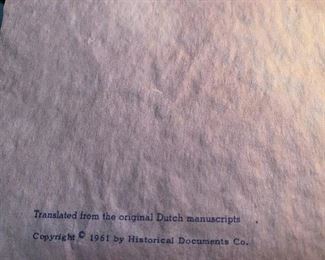 Translated from the original Dutch manuscripts
Copyright © 1961 by Historical Documents Co.